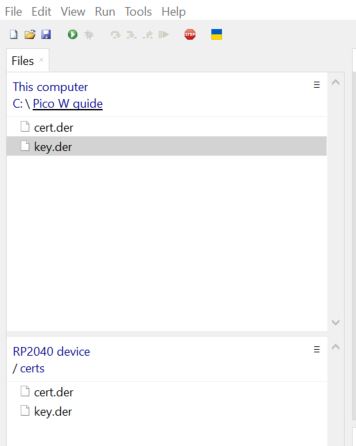 File Edit View Run Tools Help
STOP
Files ×
This computer
C: \ Pico W guide
cert.der
key.der
RP2040 device
/ certs
cert.der
key.der